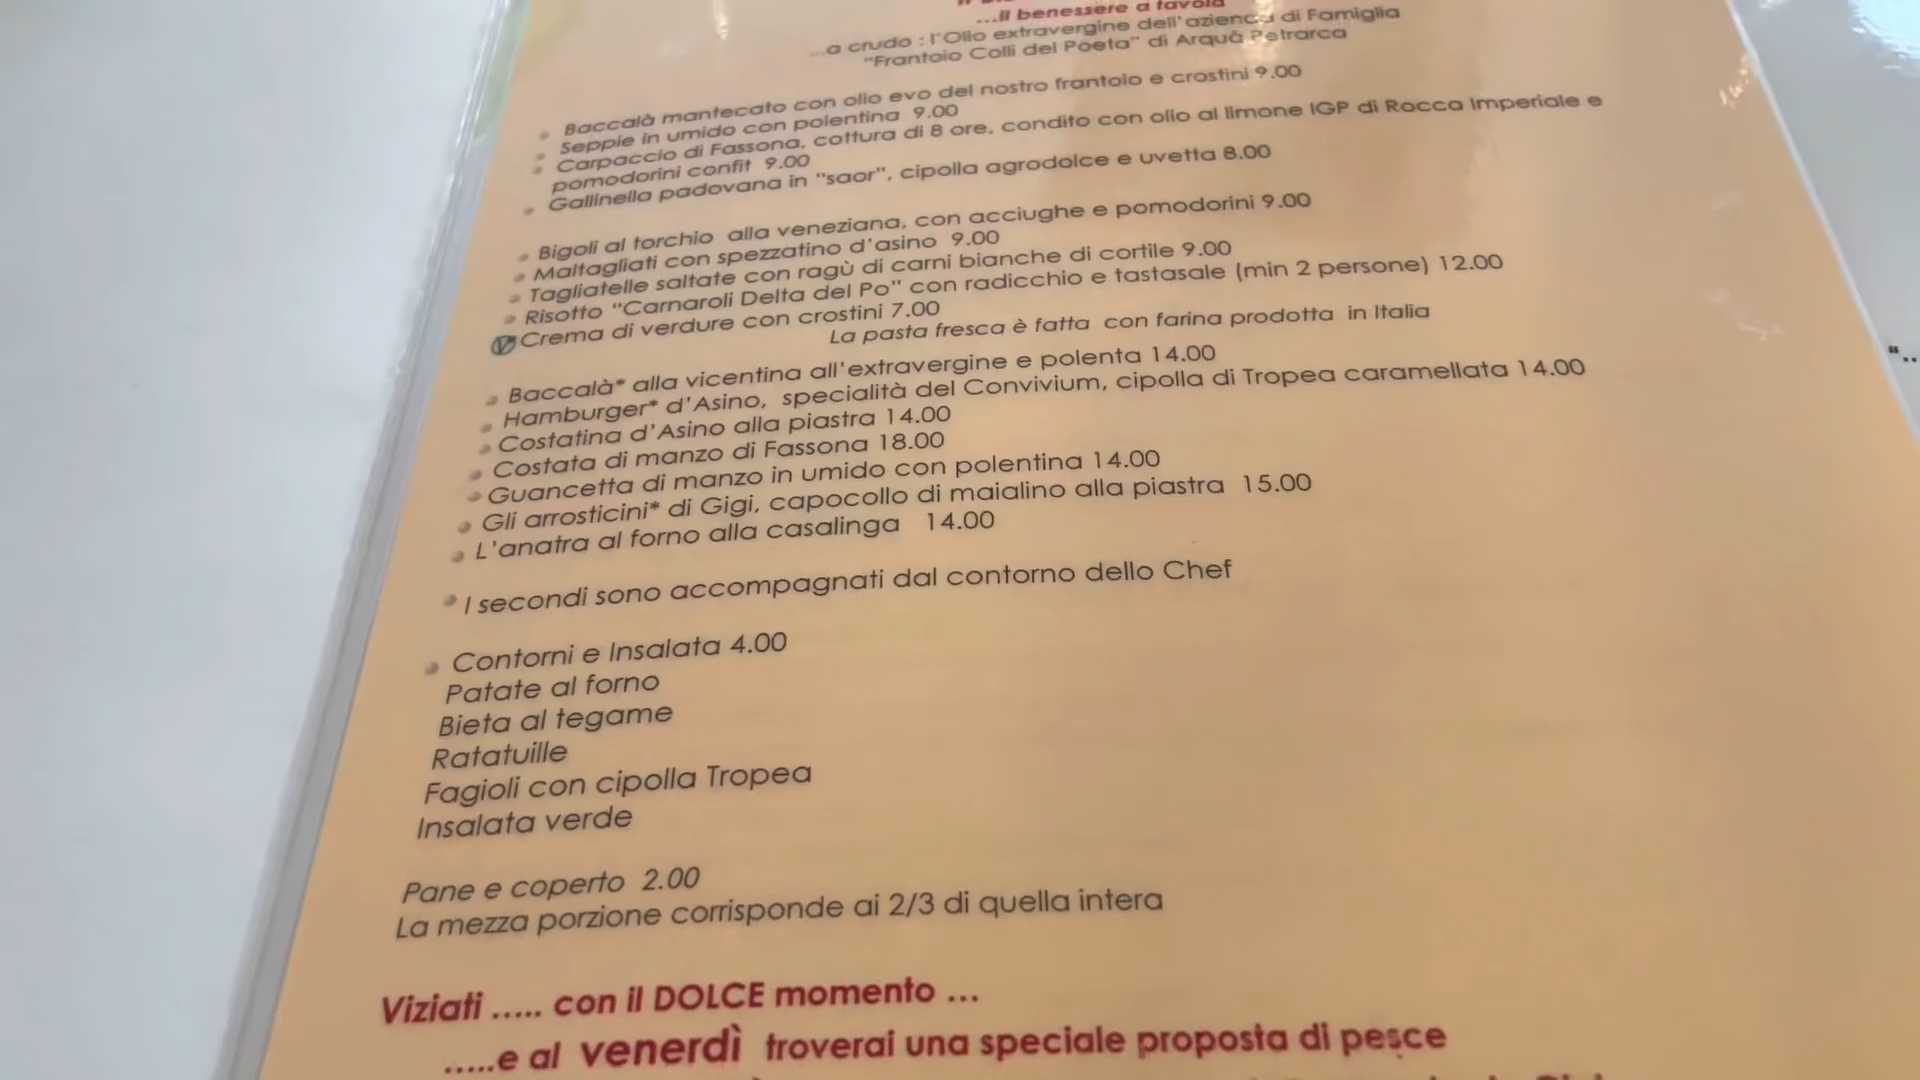 ...il benessere a tavola
...a crudo : l'Olio extravergine dell'azienda di Famiglia
"Frantoio Colli del Poeta" di Arquà Petrarca
Baccalà mantecato con olio evo del nostro frantoio e crostini 9.00
Seppie in umido con polentina 9.00
Carpaccio di Fassona, cottura di 8 ore, condito con olio al limone IGP di Rocca Imperiale e
pomodorini confit 9.00
Gallinella padovana in "saor", cipolla agrodolce e uvetta 8.00
Bigoli al torchio alla veneziana, con acciughe e pomodorini 9.00
Maltagliati con spezzatino d'asino 9.00
Tagliatelle saltate con ragù di carni bianche di cortile 9.00
Risotto "Carnaroli Delta del Po" con radicchio e tastasale (min 2 persone) 12.00
Crema di verdure con crostini 7.00
La pasta fresca è fatta con farina prodotta in Italia
Baccalà* alla vicentina all'extravergine e polenta 14.00
Hamburger* d'Asino, specialità del Convivium, cipolla di Tropea caramellata 14.00
Costatina d'Asino alla piastra 14.00
Costata di manzo di Fassona 18.00
Guancetta di manzo in umido con polentina 14.00
Gli arrosticini* di Gigi, capocollo di maialino alla piastra 15.00
L'anatra al forno alla casalinga 14.00
I secondi sono accompagnati dal contorno dello Chef
Contorni e Insalata 4.00
Patate al forno
Bieta al tegame
Ratatuille
Fagioli con cipolla Tropea
Insalata verde
Pane e coperto 2.00
La mezza porzione corrisponde ai 2/3 di quella intera
Viziati ..... con il DOLCE momento ...
.....e al venerdì troverai una speciale proposta di pesce